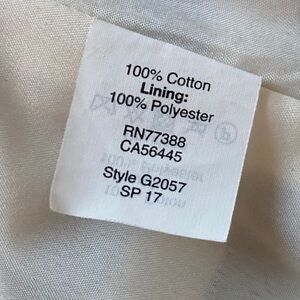 100% Cotton
Lining:
100% Polyester
RN77388
CA56445
Style G2057
SP 17